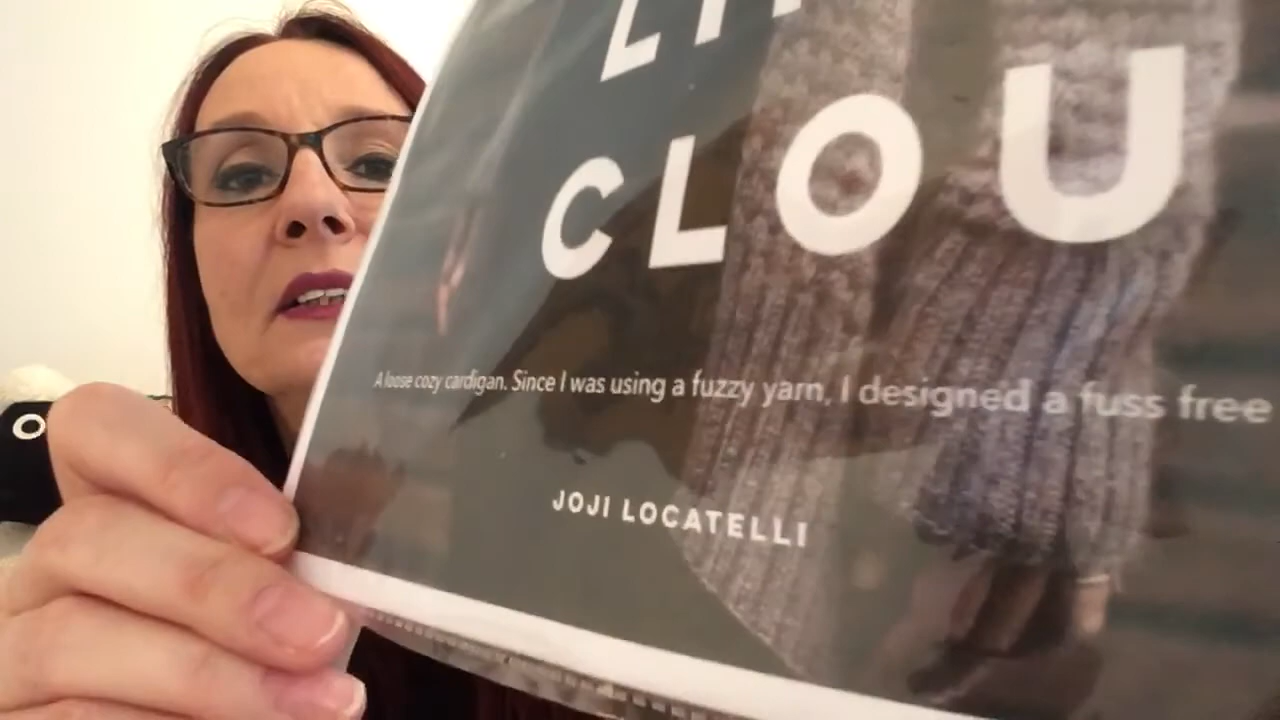 CLOU
A loose cozy cardigan. Since I was using a fuzzy yarn, I designed a fuss free
JOJI LOCATELLI